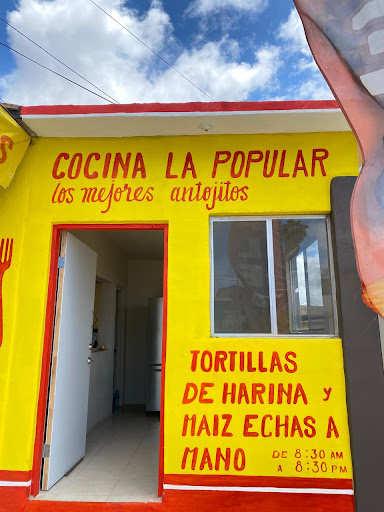 COCINA LA POPULAR
los mejores antojitos
TORTILLAS
DE HARINA y
MAIZ ECHAS A
MANO DE 8:30 AM
A 8:30 PM